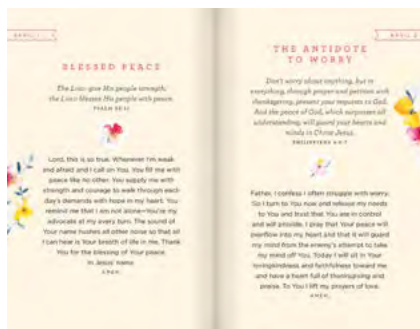 APRIL 1
BLESSED PEACE
The LORD gives His people strength;
the LORD blesses His people with peace.
PSALM 29:11
Lord, this is so true. Whenever I'm weak
and afraid and I call on You, You fill me with
peace like no other. You supply me with
strength and courage to walk through each
day's demands with hope in my heart. You
remind me that I am not alone—You're my
advocate at my every turn. The sound of
Your name hushes all other noise so that all
I can hear is Your breath of life in me. Thank
You for the blessing of Your peace.
In Jesus' name
AMEN.
APRIL 2
THE ANTIDOTE
TO WORRY
Don't worry about anything, but in
everything, through prayer and petition with
thanksgiving, present your requests to God.
And the peace of God, which surpasses all
understanding, will guard your hearts and
minds in Christ Jesus.
PHILIPPIANS 4:6-7
Father, I confess I often struggle with worry.
So I turn to You now and release my needs
to You and trust that You are in control
and will provide. I pray that Your peace will
overflow into my heart and that it will guard
my mind from the enemy's attempt to take
my mind off You. Today I will sit in Your
lovingkindness and faithfulness toward me
and have a heart full of thanksgiving and
praise. To You I lift my prayers of love.
AMEN.